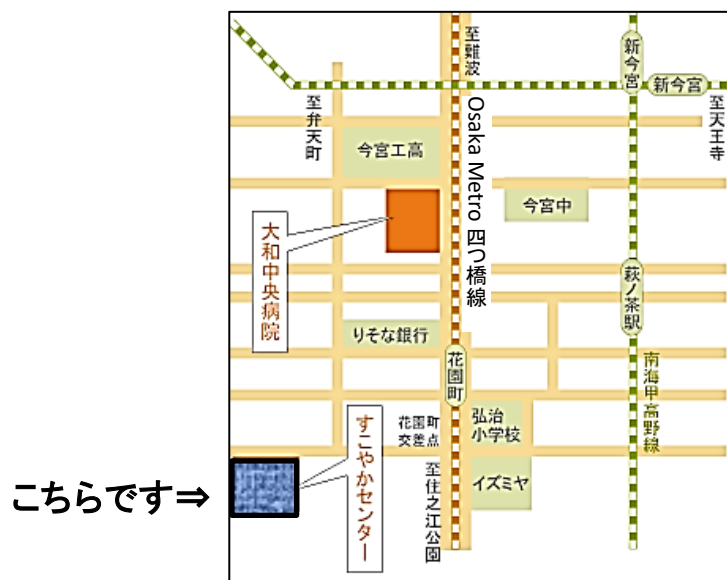 至難波
新今宮
新今宮
至弁天町
至天王寺
今宮工高
Osaka Metro 四つ橋線
今宮中
大和中央病院
萩ノ茶駅
りそな銀行
花園町
南海甲高野線
すこやかセンター
花園町
交差点
弘治
小学校
至住之江公園
イズミヤ
こちらです⇒